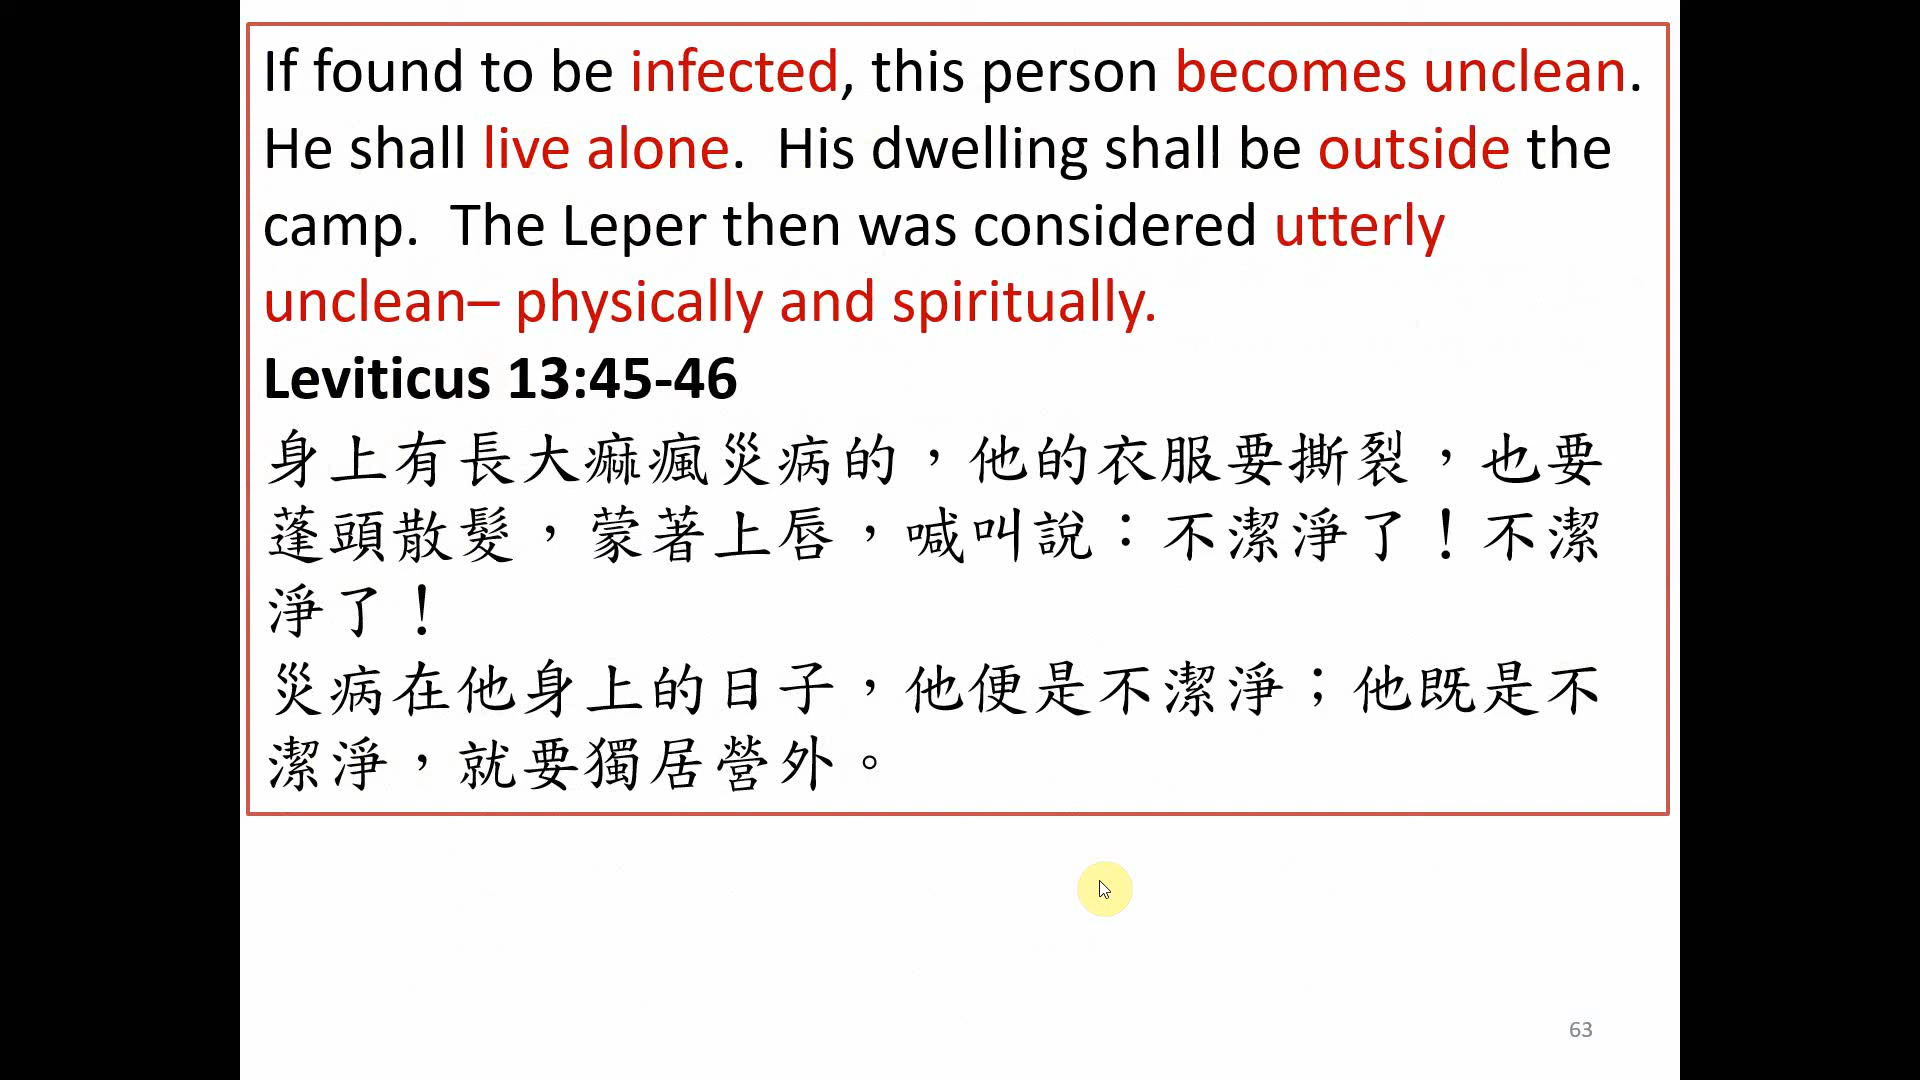 If found to be infected, this person becomes unclean.
He shall live alone.  His dwelling shall be outside the
camp.  The Leper then was considered utterly
unclean– physically and spiritually.
Leviticus 13:45-46
身上有長大痲瘋災病的，他的衣服要撕裂，也要
蓬頭散髮，蒙著上唇，喊叫說：不潔淨了！不潔
淨了！
災病在他身上的日子，他便是不潔淨；他既是不
潔淨，就要獨居營外。
63